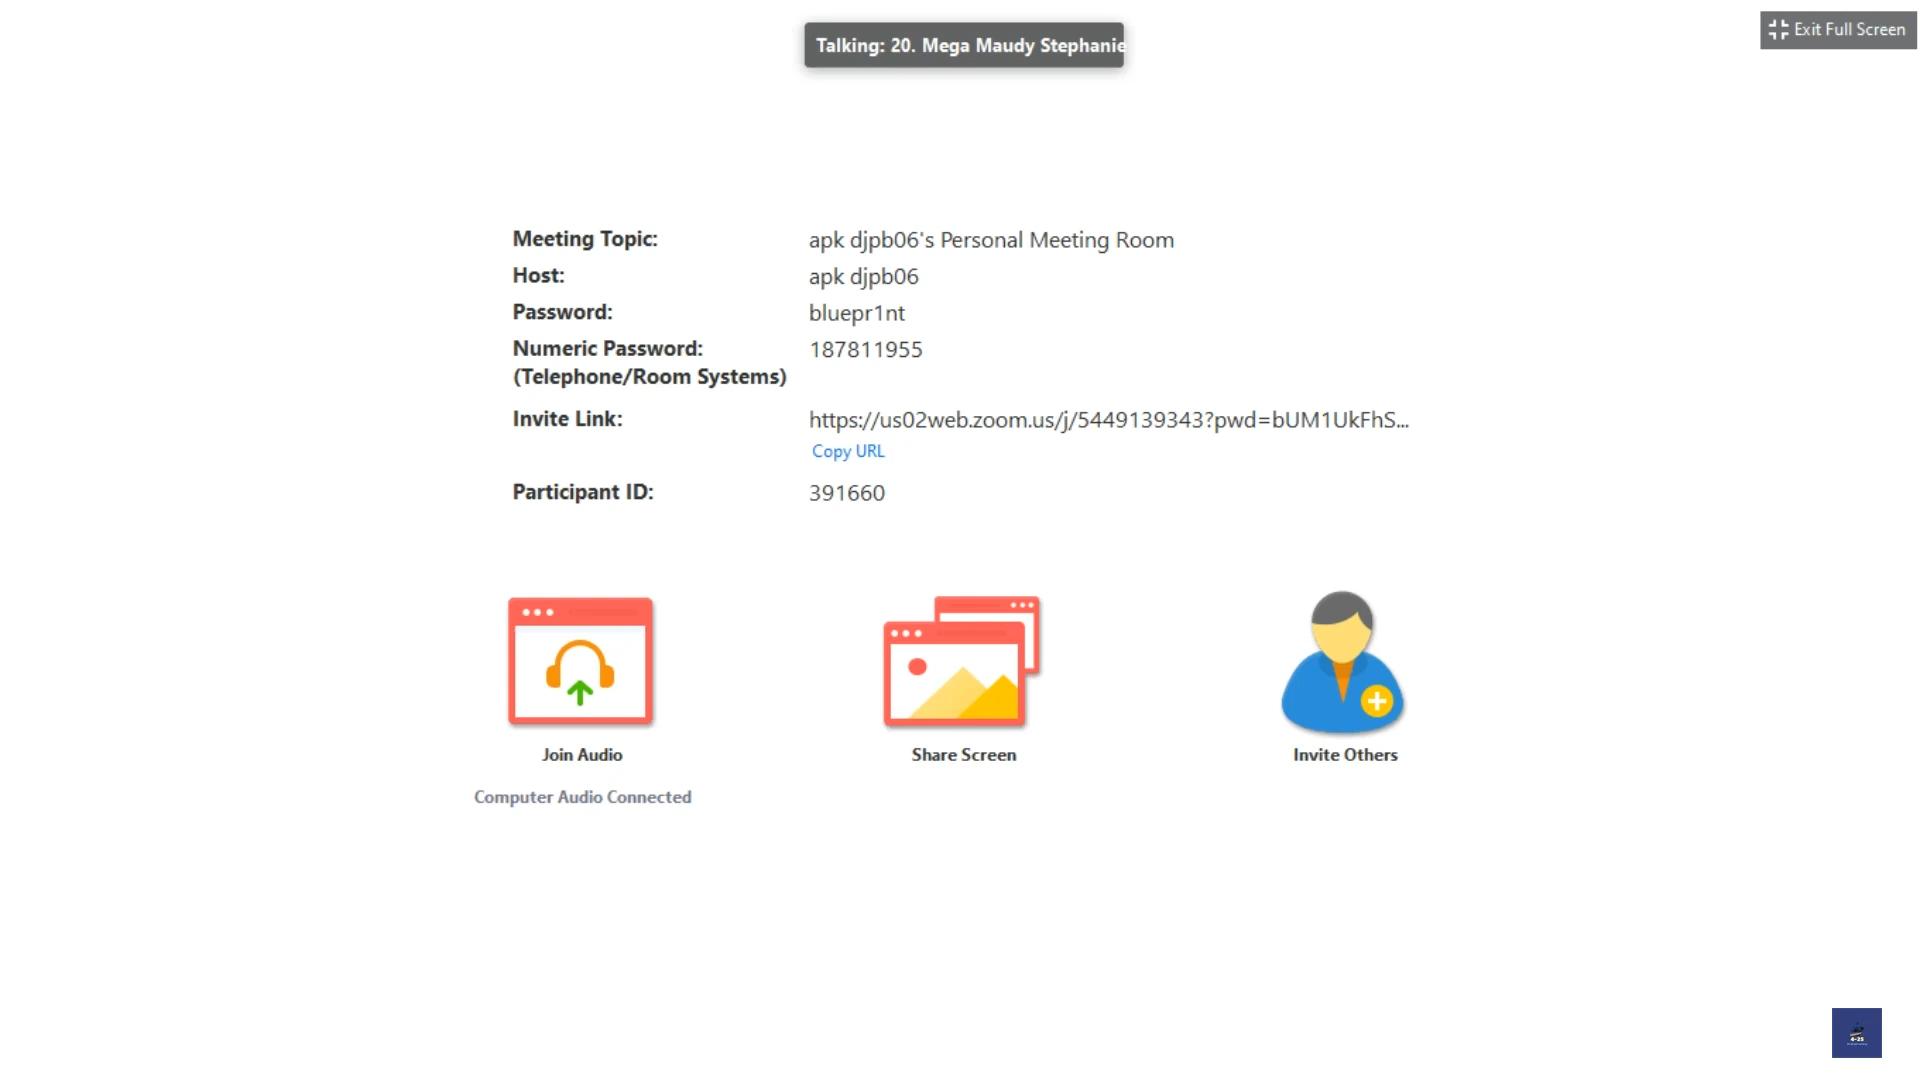 Talking: 20. Mega Maudy Stephanie
Exit Full Screen
Meeting Topic: apk djpb06's Personal Meeting Room
Host: apk djpb06
Password: bluepr1nt
Numeric Password: 187811955
(Telephone/Room Systems)
Invite Link: https://us02web.zoom.us/j/5449139343?pwd=bUM1UkFhS...
Copy URL
Participant ID: 391660
Join Audio
Share Screen
Invite Others
Computer Audio Connected
4-25